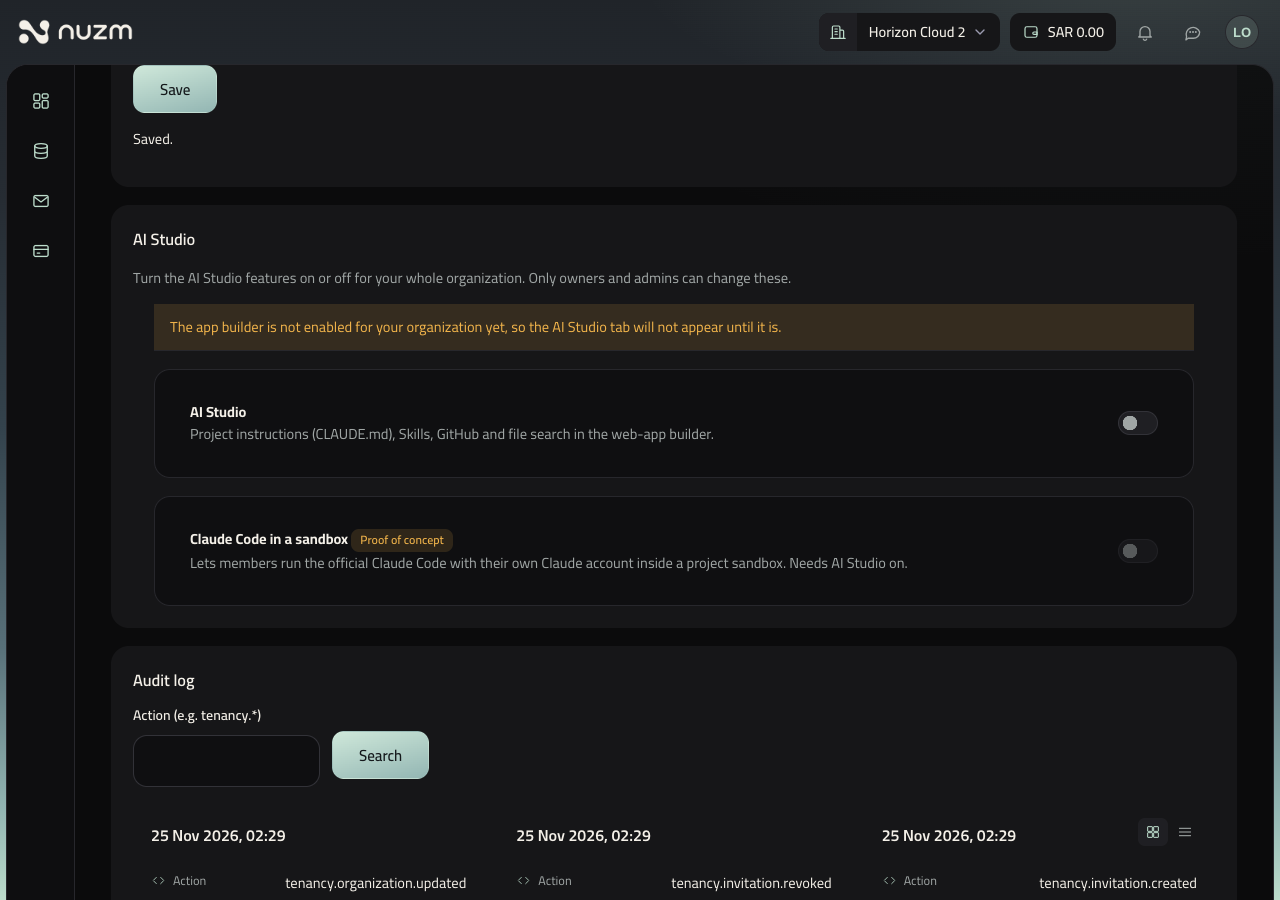 nuzm
Horizon Cloud 2
SAR 0.00
LO
Save
Saved.
AI Studio
Turn the AI Studio features on or off for your whole organization. Only owners and admins can change these.
The app builder is not enabled for your organization yet, so the AI Studio tab will not appear until it is.
AI Studio
Project instructions (CLAUDE.md), Skills, GitHub and file search in the web-app builder.
Claude Code in a sandbox Proof of concept
Lets members run the official Claude Code with their own Claude account inside a project sandbox. Needs AI Studio on.
Audit log
Action (e.g. tenancy.*)
Search
25 Nov 2026, 02:29
25 Nov 2026, 02:29
25 Nov 2026, 02:29
Action tenancy.organization.updated
Action tenancy.invitation.revoked
Action tenancy.invitation.created